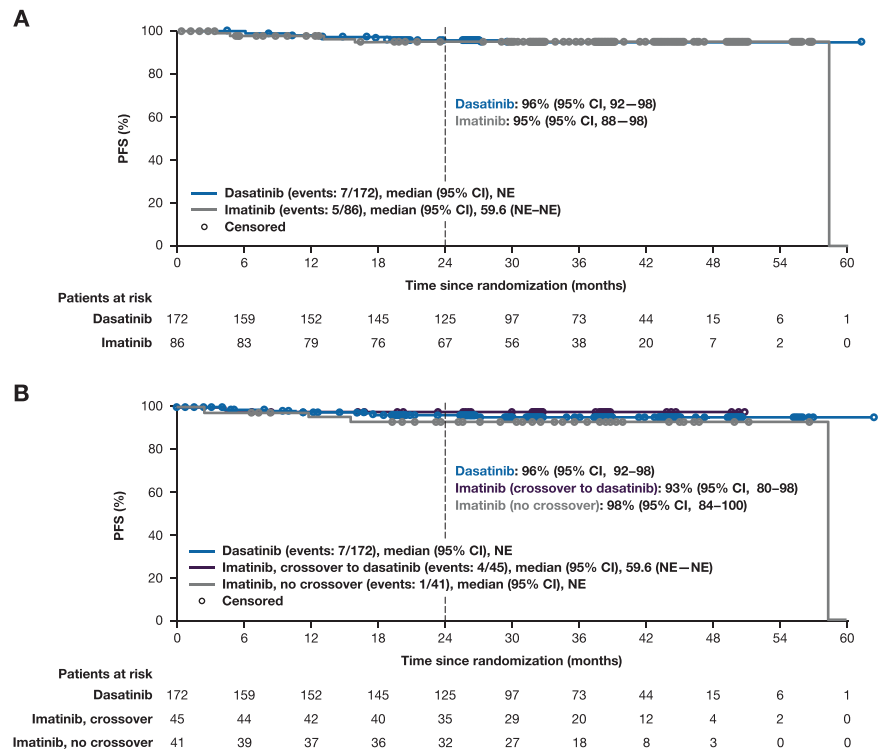 A
100
80
60
40
20
0
PFS (%)
Dasatinib: 96% (95% CI, 92—98)
Imatinib: 95% (95% CI, 88—98)
Dasatinib (events: 7/172), median (95% CI), NE
Imatinib (events: 5/86), median (95% CI), 59.6 (NE–NE)
Censored
0 6 12 18 24 30 36 42 48 54 60
Time since randomization (months)
Patients at risk
Dasatinib 172 159 152 145 125 97 73 44 15 6 1
Imatinib 86 83 79 76 67 56 38 20 7 2 0
B
100
80
60
40
20
0
PFS (%)
Dasatinib: 96% (95% CI, 92–98)
Imatinib (crossover to dasatinib): 93% (95% CI, 80–98)
Imatinib (no crossover): 98% (95% CI, 84–100)
Dasatinib (events: 7/172), median (95% CI), NE
Imatinib, crossover to dasatinib (events: 4/45), median (95% CI), 59.6 (NE—NE)
Imatinib, no crossover (events: 1/41), median (95% CI), NE
Censored
0 6 12 18 24 30 36 42 48 54 60
Time since randomization (months)
Patients at risk
Dasatinib 172 159 152 145 125 97 73 44 15 6 1
Imatinib, crossover 45 44 42 40 35 29 20 12 4 2 0
Imatinib, no crossover 41 39 37 36 32 27 18 8 3 0 0